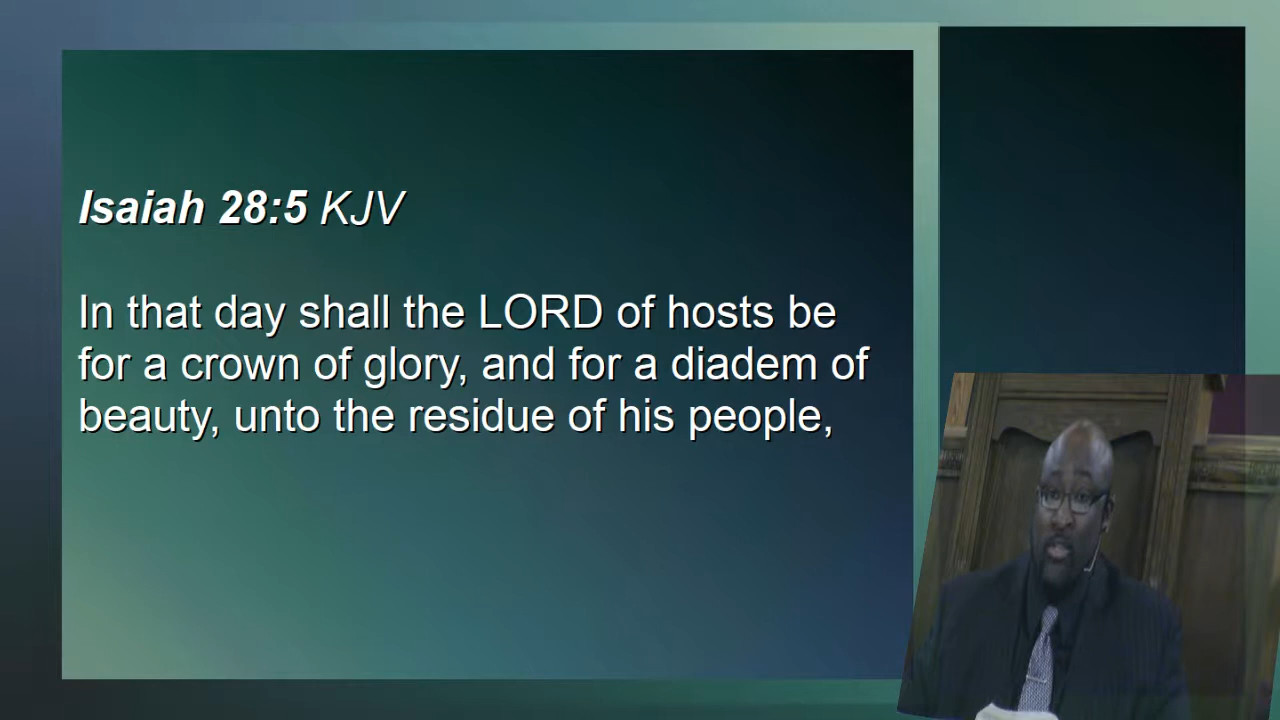 Isaiah 28:5 KJV
In that day shall the LORD of hosts be
for a crown of glory, and for a diadem of
beauty, unto the residue of his people,